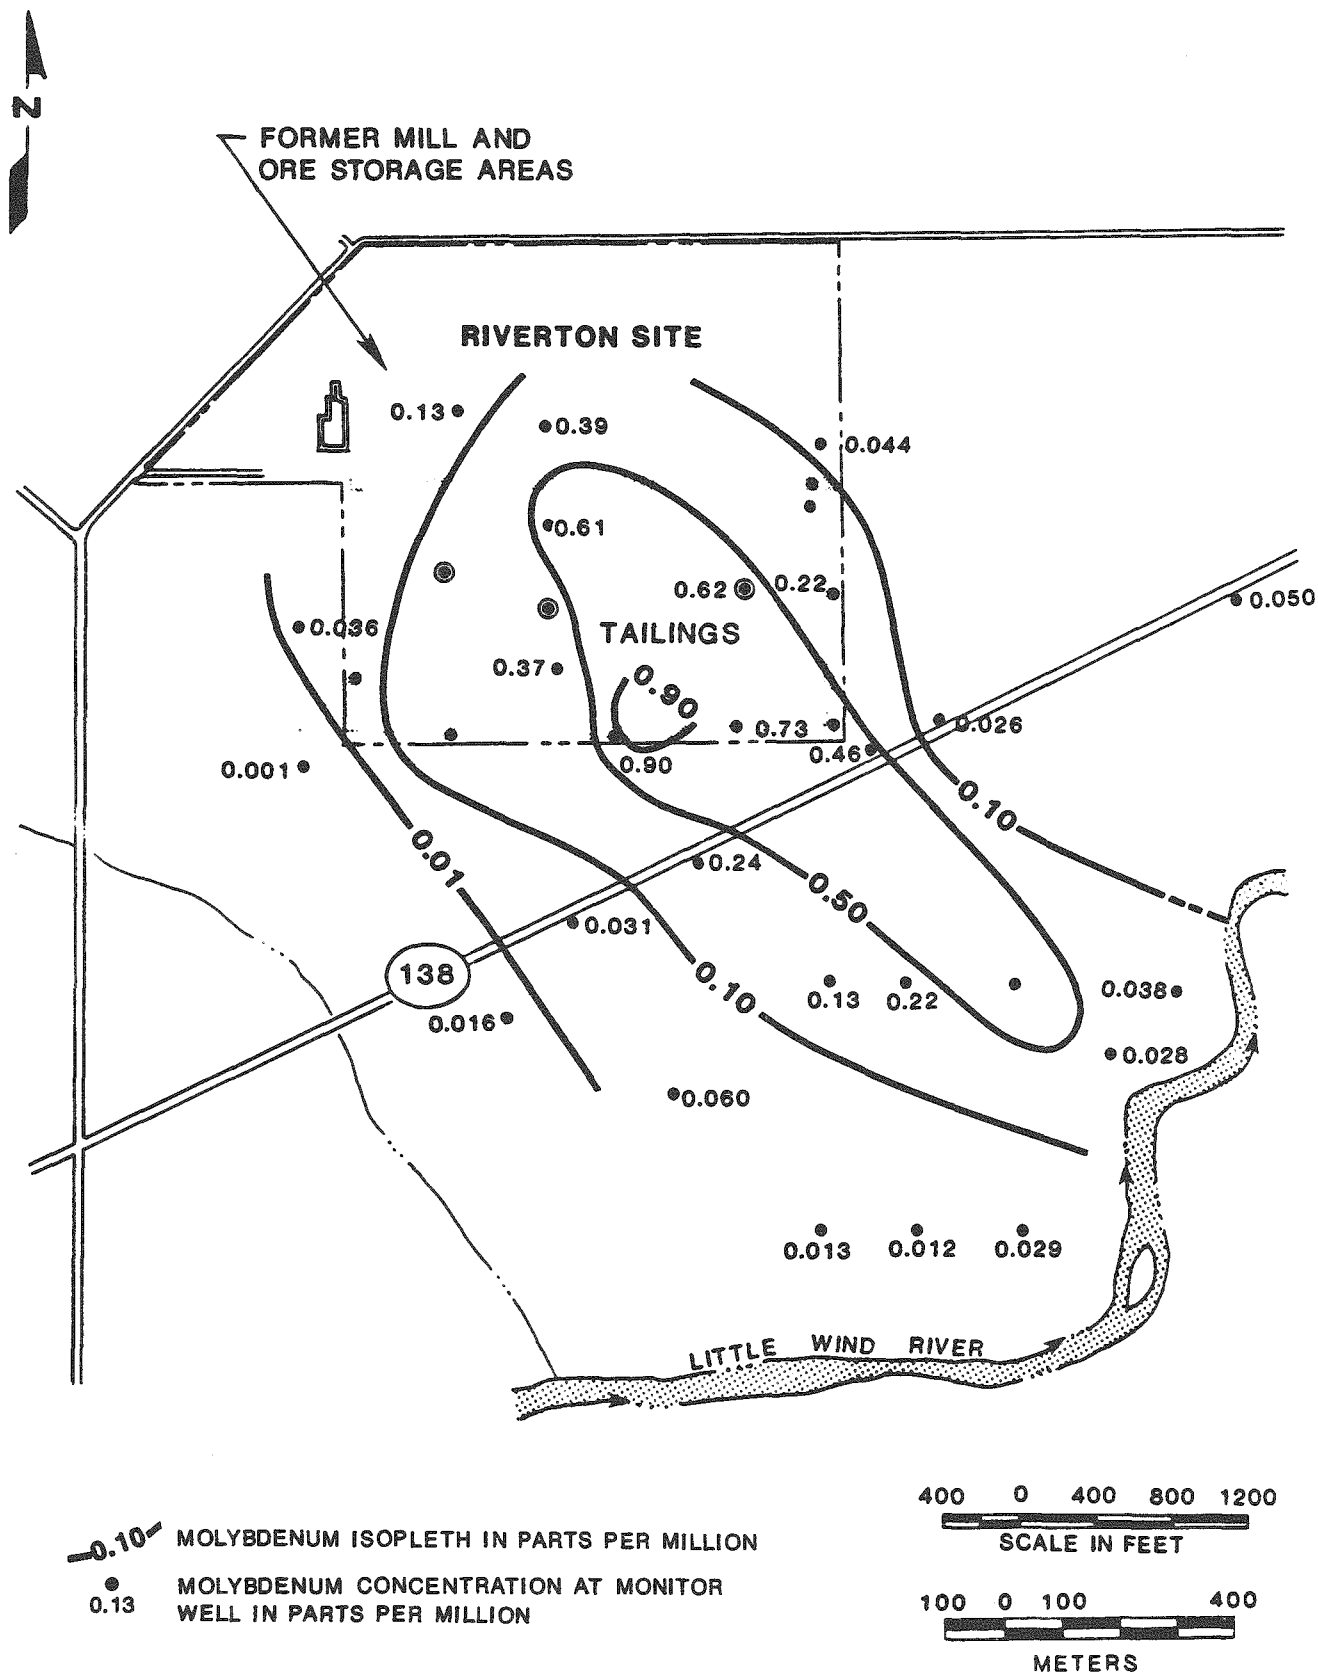 N
FORMER MILL AND
ORE STORAGE AREAS
RIVERTON SITE
0.13
0.39
0.044
0.61
0.62
0.22
0.050
0.036
TAILINGS
0.37
0.90
0.73
0.026
0.46
0.001
0.90
0.10
0.01
0.24
0.50
0.031
138
0.10
0.13
0.22
0.038
0.016
0.028
0.060
0.013
0.012
0.029
LITTLE WIND RIVER
400 0 400 800 1200
SCALE IN FEET
0.10
MOLYBDENUM ISOPLETH IN PARTS PER MILLION
0.13
MOLYBDENUM CONCENTRATION AT MONITOR
WELL IN PARTS PER MILLION
100 0 100 400
METERS